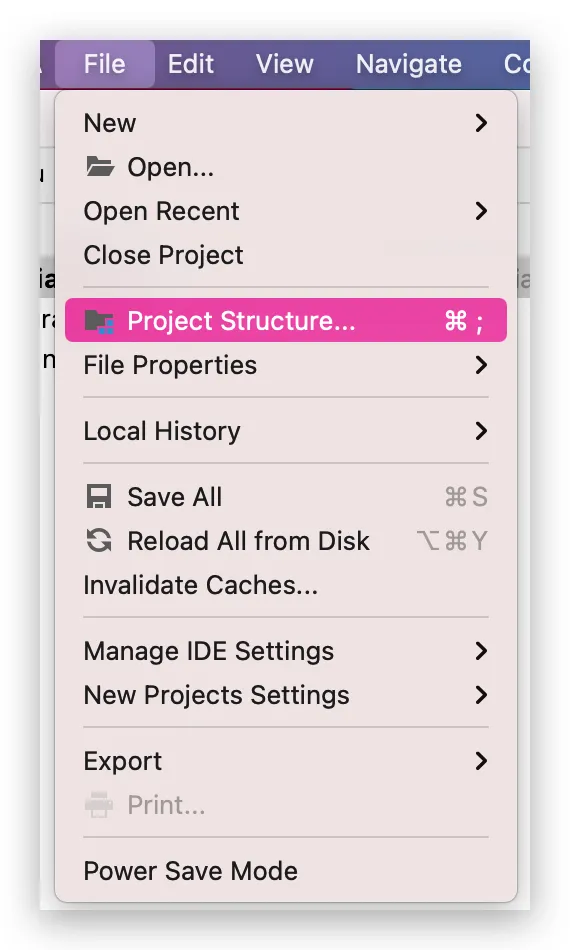 File Edit View Navigate
New
Open...
Open Recent
Close Project
Project Structure... ⌘ ;
File Properties
Local History
Save All ⌘ S
Reload All from Disk ⌥ ⌘ Y
Invalidate Caches...
Manage IDE Settings
New Projects Settings
Export
Print...
Power Save Mode